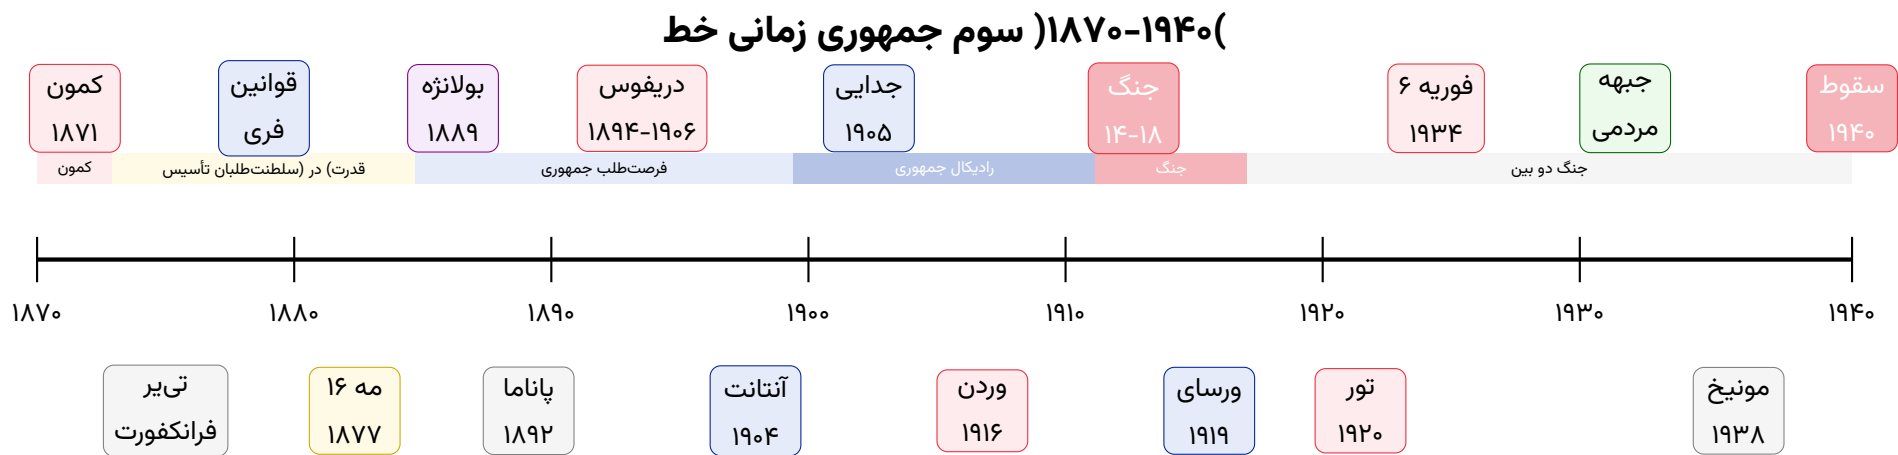 )۱۸۷۰-۱۹۴۰( سوم جمهوری زمانی خط
کمون
۱۸۷۱
قوانین
فری
بولانژه
۱۸۸۹
دریفوس
۱۸۹۴-۱۹۰۶
جدایی
۱۹۰۵
جنگ
۱۴-۱۸
فوریه ۶
۱۹۳۴
جبهه
مردمی
سقوط
۱۹۴۰
کمون
قدرت) در (سلطنت‌طلبان تأسیس
فرصت‌طلب جمهوری
رادیکال جمهوری
جنگ
جنگ دو بین
۱۸۷۰
۱۸۸۰
۱۸۹۰
۱۹۰۰
۱۹۱۰
۱۹۲۰
۱۹۳۰
۱۹۴۰
تی‌یر
فرانکفورت
مه ۱۶
۱۸۷۷
پاناما
۱۸۹۲
آنتانت
۱۹۰۴
وردن
۱۹۱۶
ورسای
۱۹۱۹
تور
۱۹۲۰
مونیخ
۱۹۳۸